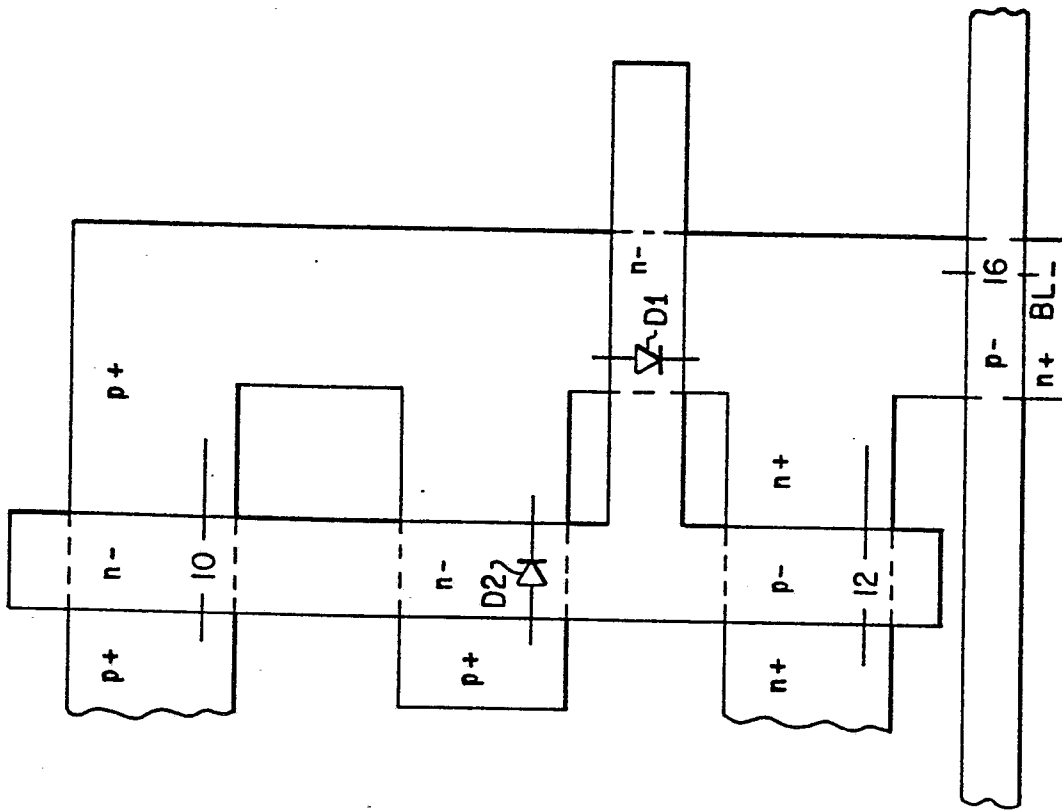 p+
n-
10
p+
n-
D1
n-
D2
p+
n+
p-
12
n+
p-
16
n+
BL-